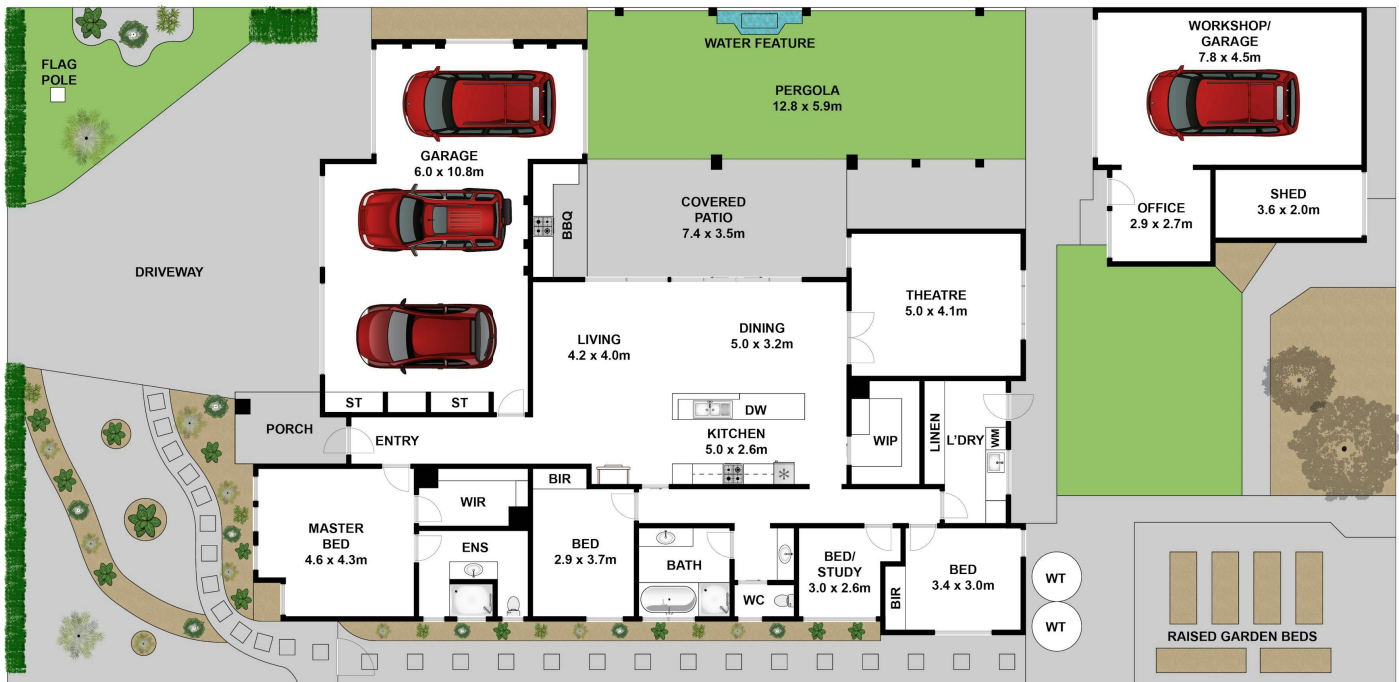 FLAG
POLE
WATER FEATURE
PERGOLA
12.8 x 5.9m
WORKSHOP/
GARAGE
7.8 x 4.5m
GARAGE
6.0 x 10.8m
BBQ
COVERED
PATIO
7.4 x 3.5m
OFFICE
2.9 x 2.7m
SHED
3.6 x 2.0m
DRIVEWAY
THEATRE
5.0 x 4.1m
LIVING
4.2 x 4.0m
DINING
5.0 x 3.2m
ST
ST
DW
PORCH
ENTRY
KITCHEN
5.0 x 2.6m
WIP
LINEN
L'DRY
WM
BIR
WIR
MASTER
BED
4.6 x 4.3m
ENS
BED
2.9 x 3.7m
BATH
WC
BED/
STUDY
3.0 x 2.6m
BIR
BED
3.4 x 3.0m
WT
WT
RAISED GARDEN BEDS